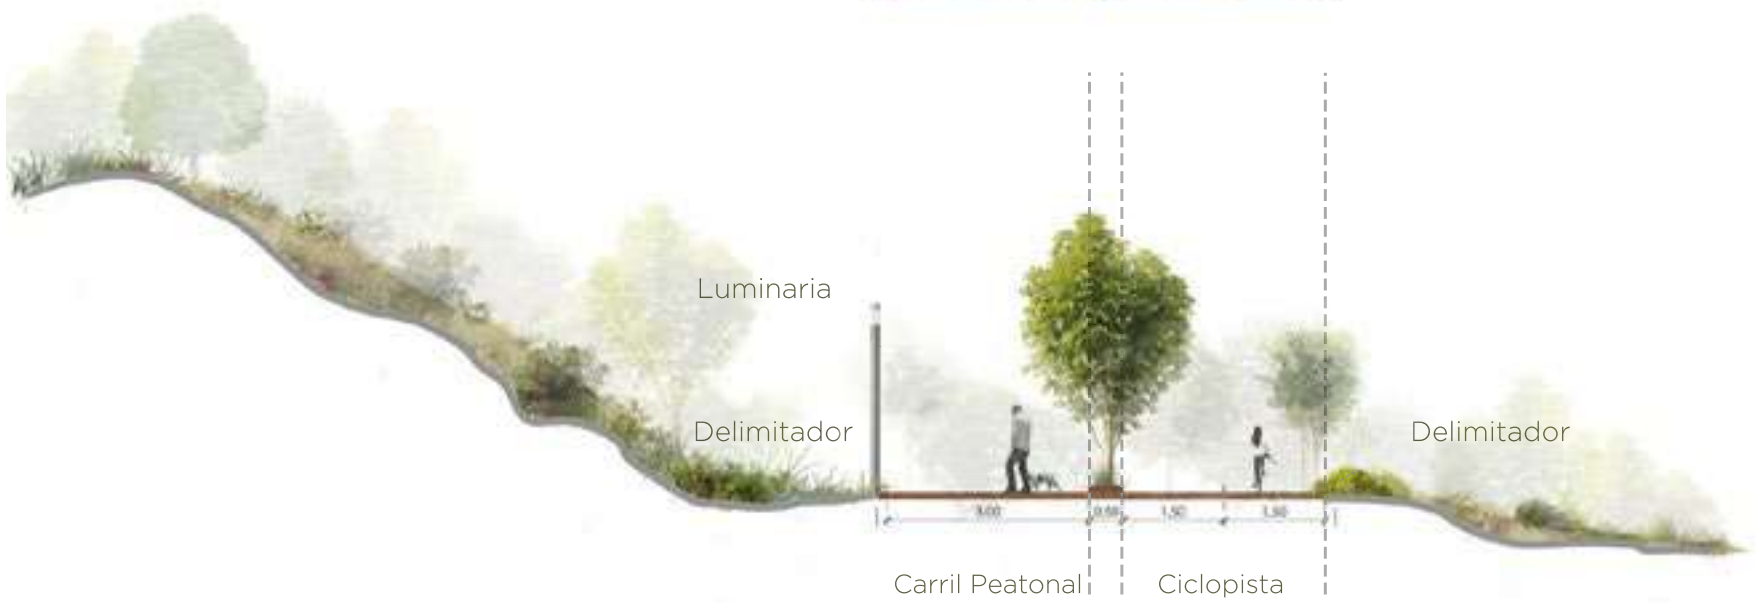 Luminaria
Delimitador
Delimitador
3.00 0.50 1.50 1.50
Carril Peatonal
Ciclopista